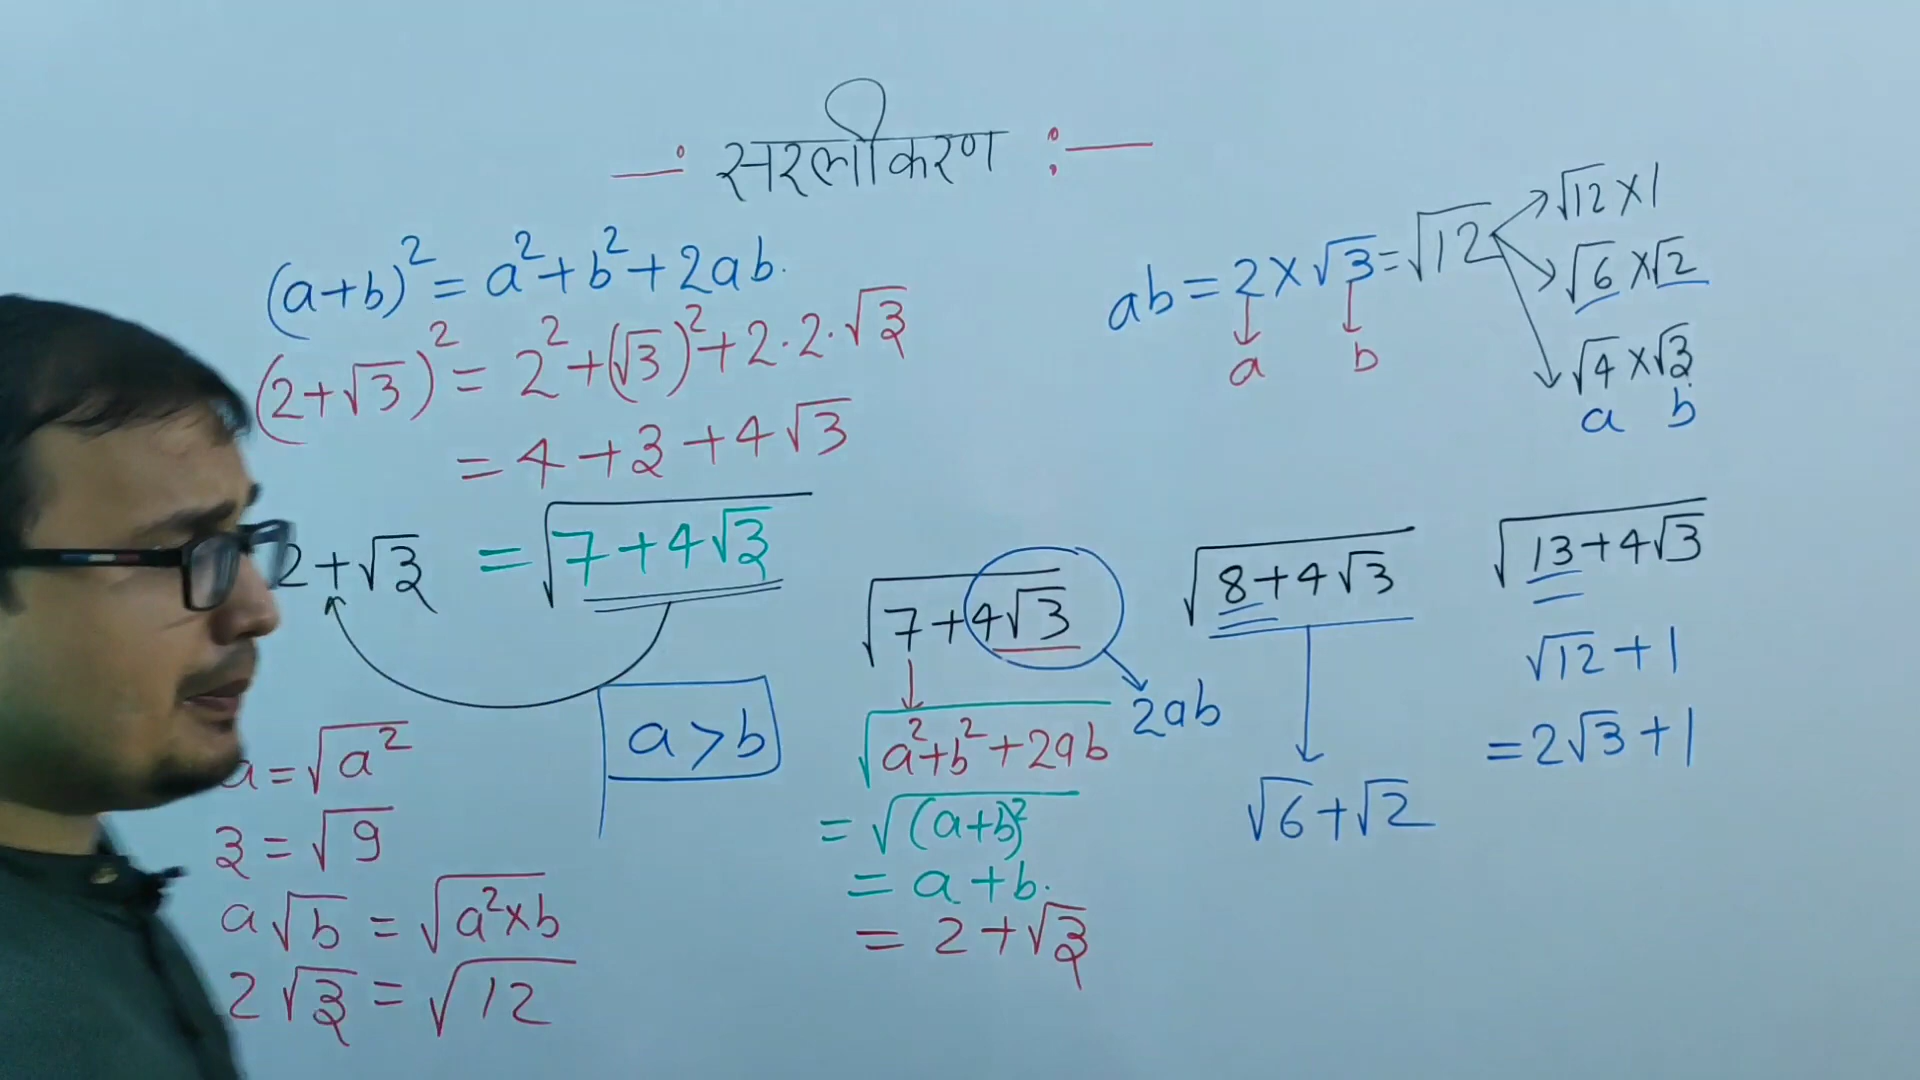 —: सरलीकरण :—
(a+b)² = a²+b²+2ab.
(2+√3)² = 2²+(√3)²+2·2·√3
= 4+3+4√3
2+√3 = √(7+4√3)
a>b
a=√a²
3=√9
a√b = √(a²×b)
2√3 = √12
ab = 2×√3 = √12
a b
√12×1
√6×√2
√4×√3
a b
√(7+4√3)
2ab
√(a²+b²+2ab)
= √(a+b)²
= a+b.
= 2+√3
√(8+4√3)
√6+√2
√(13+4√3)
√12+1
=2√3+1